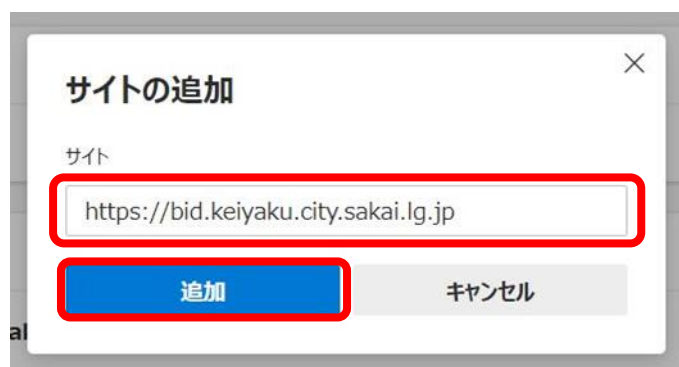 サイトの追加
サイト
https://bid.keiyaku.city.sakai.lg.jp
追加 キャンセル
al